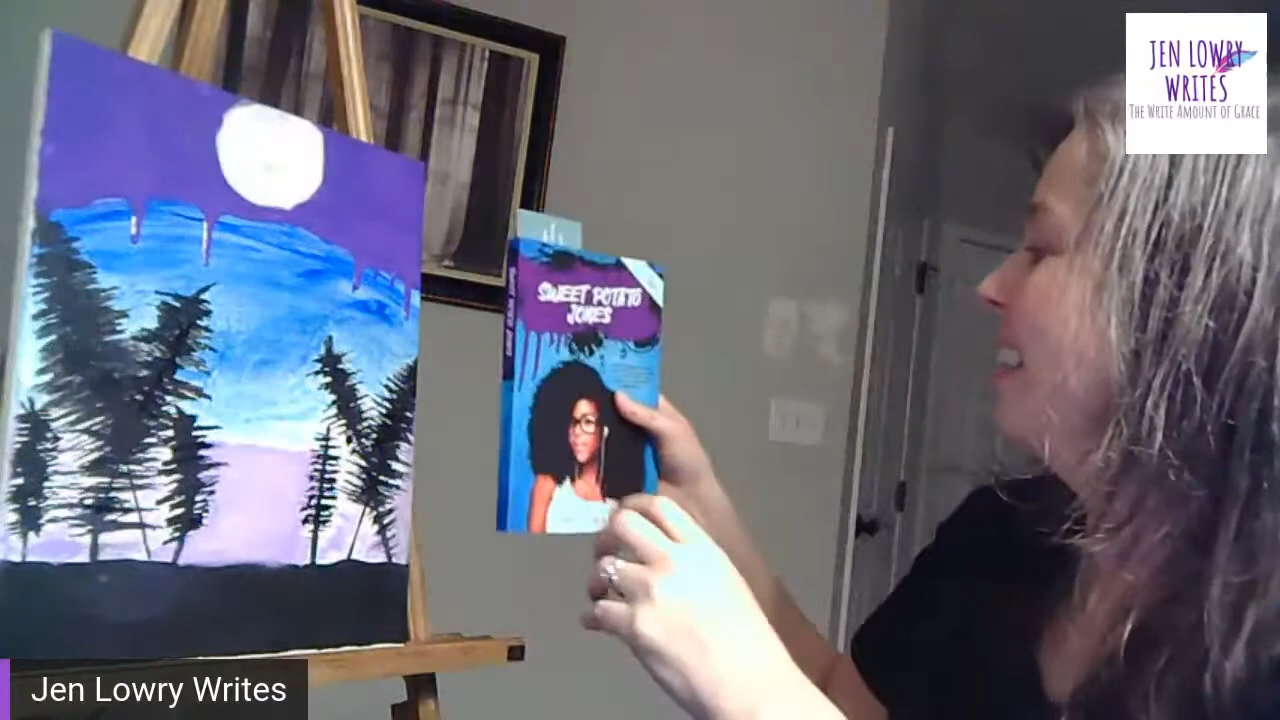 JEN LOWRY
WRITES
THE WRITE AMOUNT OF GRACE
SWEET POTATO
JONES
Jen Lowry Writes